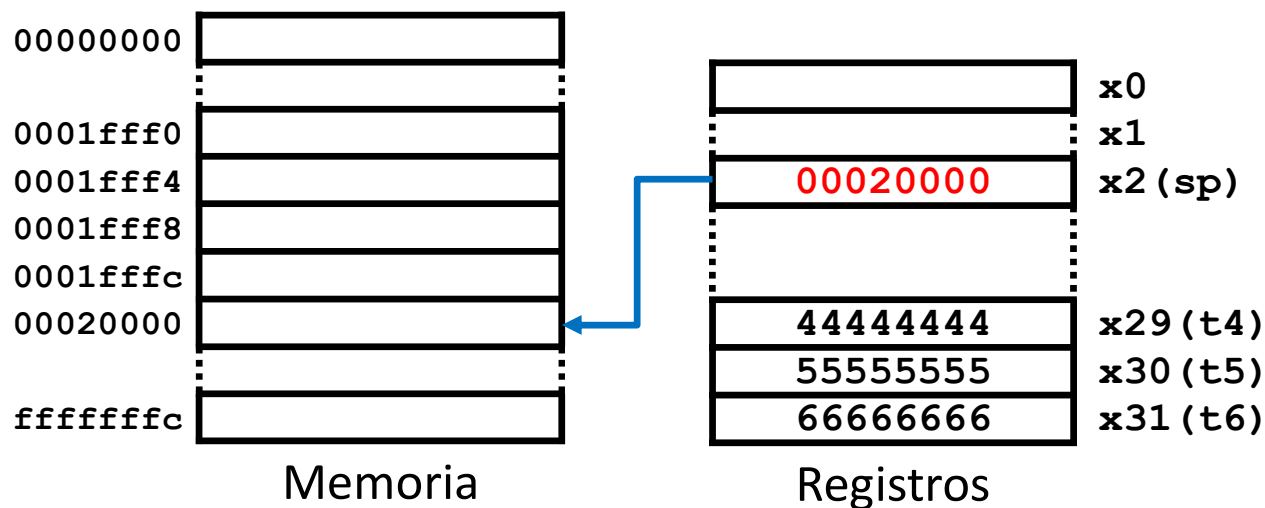 00000000
0001fff0
0001fff4
0001fff8
0001fffc
00020000
fffffffc
Memoria
x0
x1
00020000 x2(sp)
44444444 x29(t4)
55555555 x30(t5)
66666666 x31(t6)
Registros